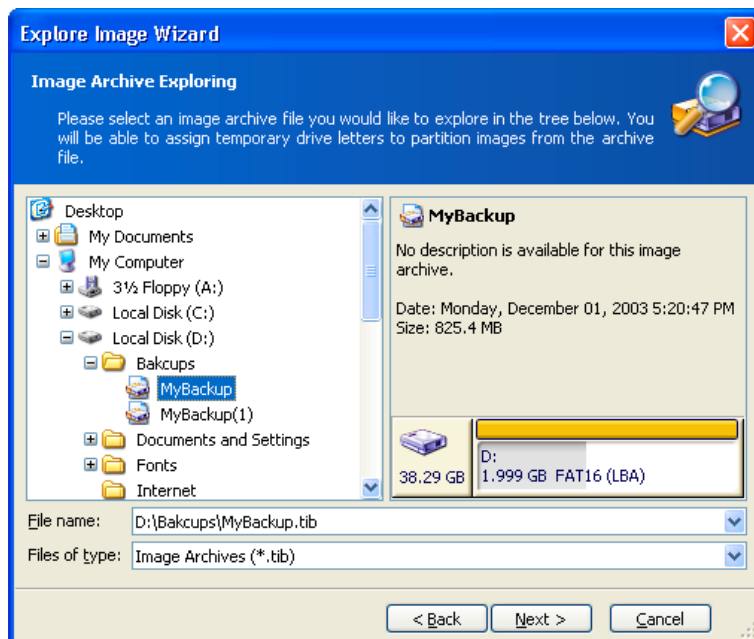 Explore Image Wizard
Image Archive Exploring
Please select an image archive file you would like to explore in the tree below. You
will be able to assign temporary drive letters to partition images from the archive
file.
Desktop
My Documents
My Computer
3½ Floppy (A:)
Local Disk (C:)
Local Disk (D:)
Bakcups
MyBackup
MyBackup(1)
Documents and Settings
Fonts
Internet
MyBackup
No description is available for this image
archive.
Date: Monday, December 01, 2003 5:20:47 PM
Size: 825.4 MB
38.29 GB
D:
1.999 GB FAT16 (LBA)
File name: D:\Bakcups\MyBackup.tib
Files of type: Image Archives (*.tib)
< Back Next > Cancel